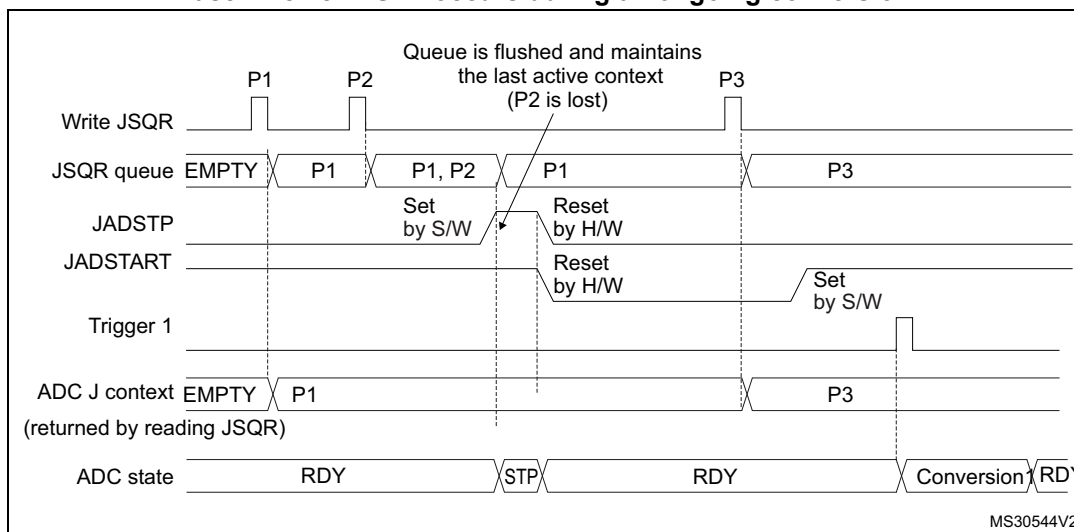 Queue is flushed and maintains
the last active context
(P2 is lost)
P1 P2 P3
Write JSQR
JSQR queue EMPTY P1 P1, P2 P1 P3
Set
by S/W
Reset
by H/W
JADSTP
JADSTART
Reset
by H/W
Set
by S/W
Trigger 1
ADC J context EMPTY P1 P3
(returned by reading JSQR)
ADC state RDY STP RDY Conversion1
MS30544V2